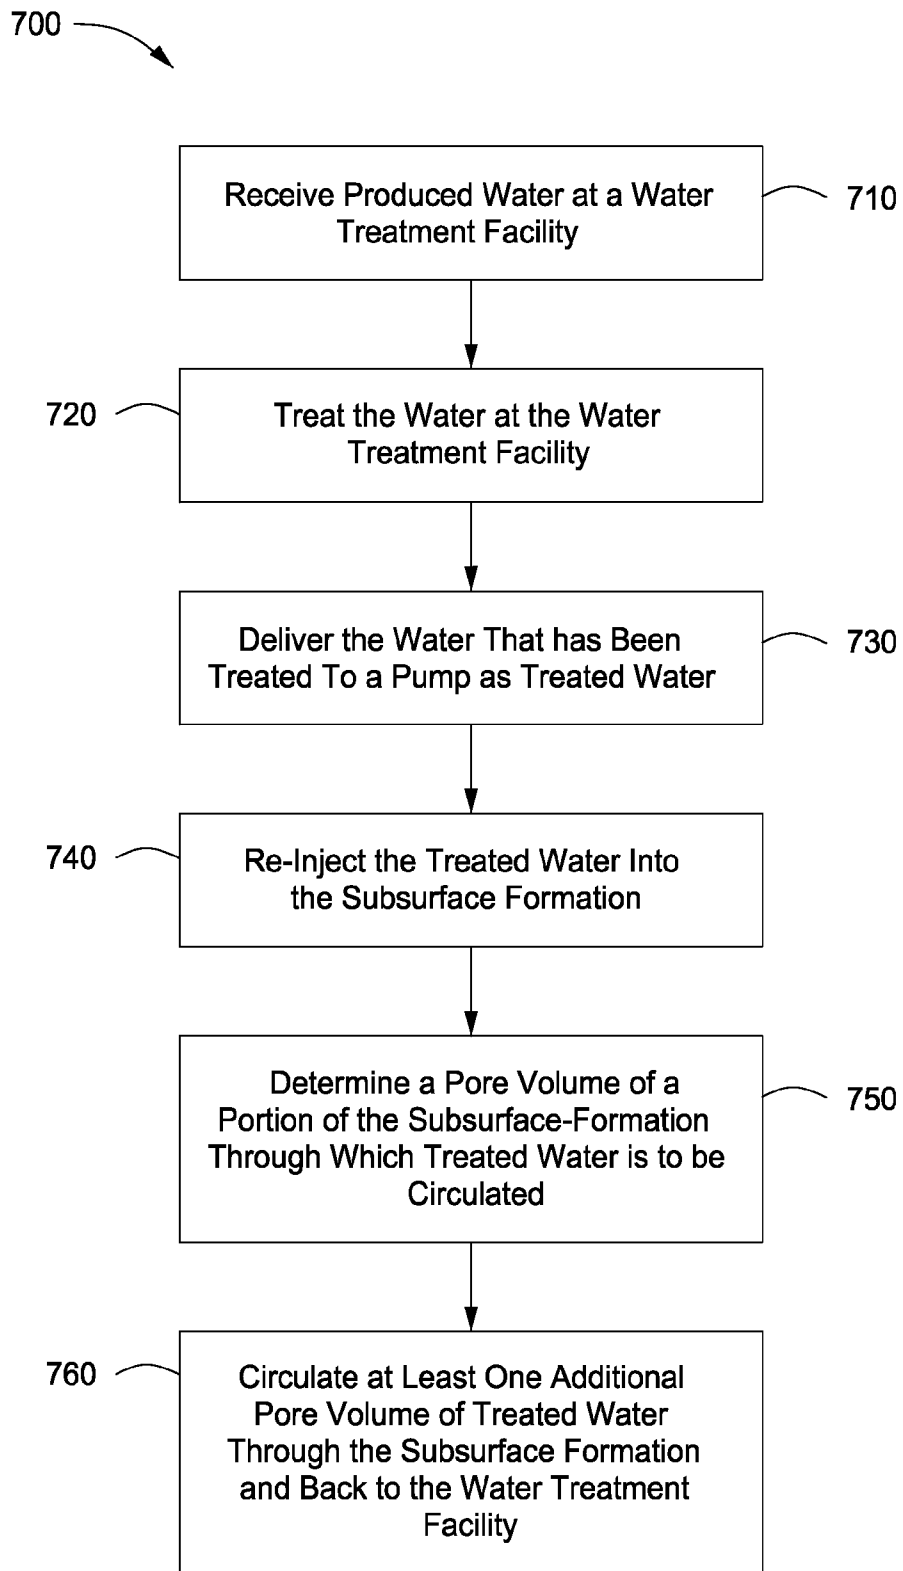 700
Receive Produced Water at a Water
Treatment Facility
710
720
Treat the Water at the Water
Treatment Facility
Deliver the Water That has Been
Treated To a Pump as Treated Water
730
740
Re-Inject the Treated Water Into
the Subsurface Formation
Determine a Pore Volume of a
Portion of the Subsurface-Formation
Through Which Treated Water is to be
Circulated
750
760
Circulate at Least One Additional
Pore Volume of Treated Water
Through the Subsurface Formation
and Back to the Water Treatment
Facility